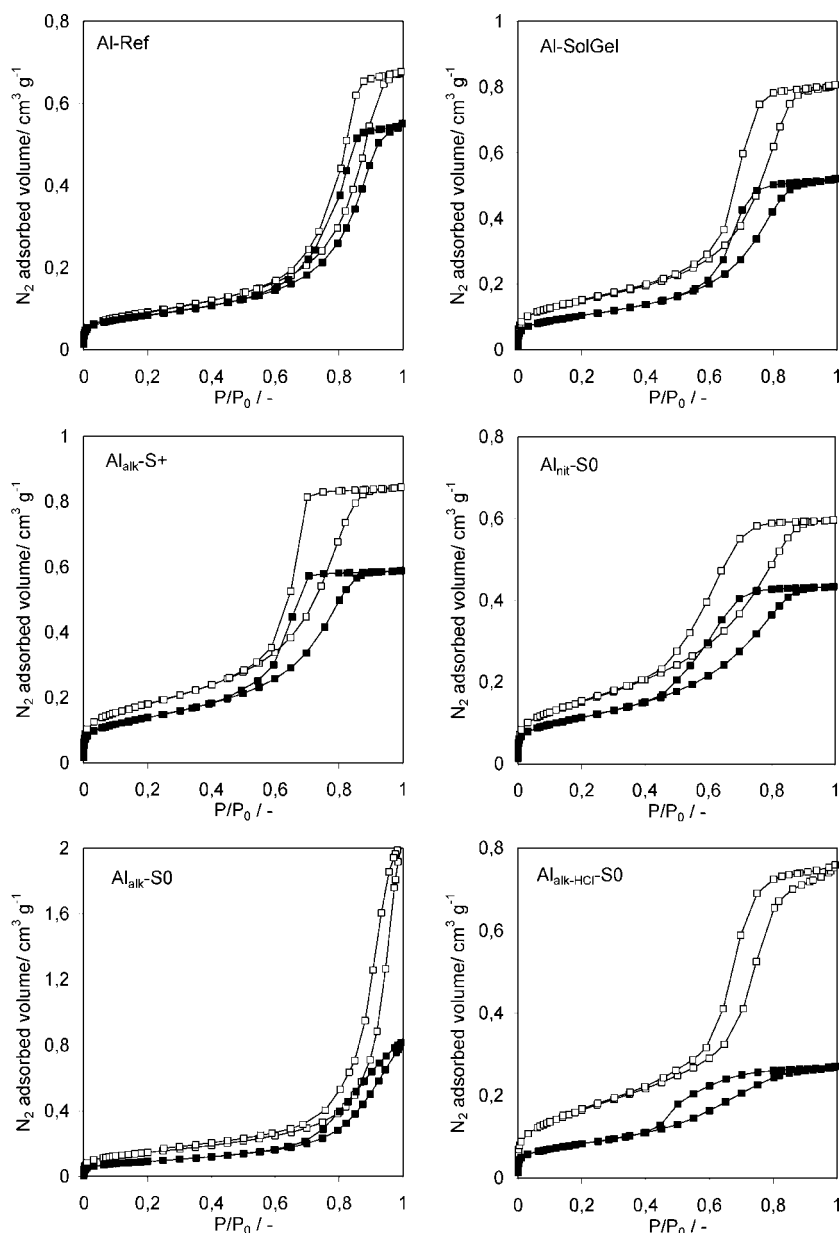 Al-Ref
0,8
0,6
0,4
0,2
0
N₂ adsorbed volume/ cm³ g⁻¹
0 0,2 0,4 0,6 0,8 1
P/P₀ / -
Al-SolGel
1
0,8
0,6
0,4
0,2
0
N₂ adsorbed volume/ cm³ g⁻¹
0 0,2 0,4 0,6 0,8 1
P/P₀ / -
Al_alk-S+
1
0,8
0,6
0,4
0,2
0
N₂ adsorbed volume/ cm³ g⁻¹
0 0,2 0,4 0,6 0,8 1
P/P₀ / -
Al_nit-S0
0,8
0,6
0,4
0,2
0
N₂ adsorbed volume/ cm³ g⁻¹
0 0,2 0,4 0,6 0,8 1
P/P₀ / -
Al_alk-S0
2
1,6
1,2
0,8
0,4
0
N₂ adsorbed volume/ cm³ g⁻¹
0 0,2 0,4 0,6 0,8 1
P/P₀ / -
Al_alk-HCl-S0
0,8
0,6
0,4
0,2
0
N₂ adsorbed volume/ cm³ g⁻¹
0 0,2 0,4 0,6 0,8 1
P/P₀ / -